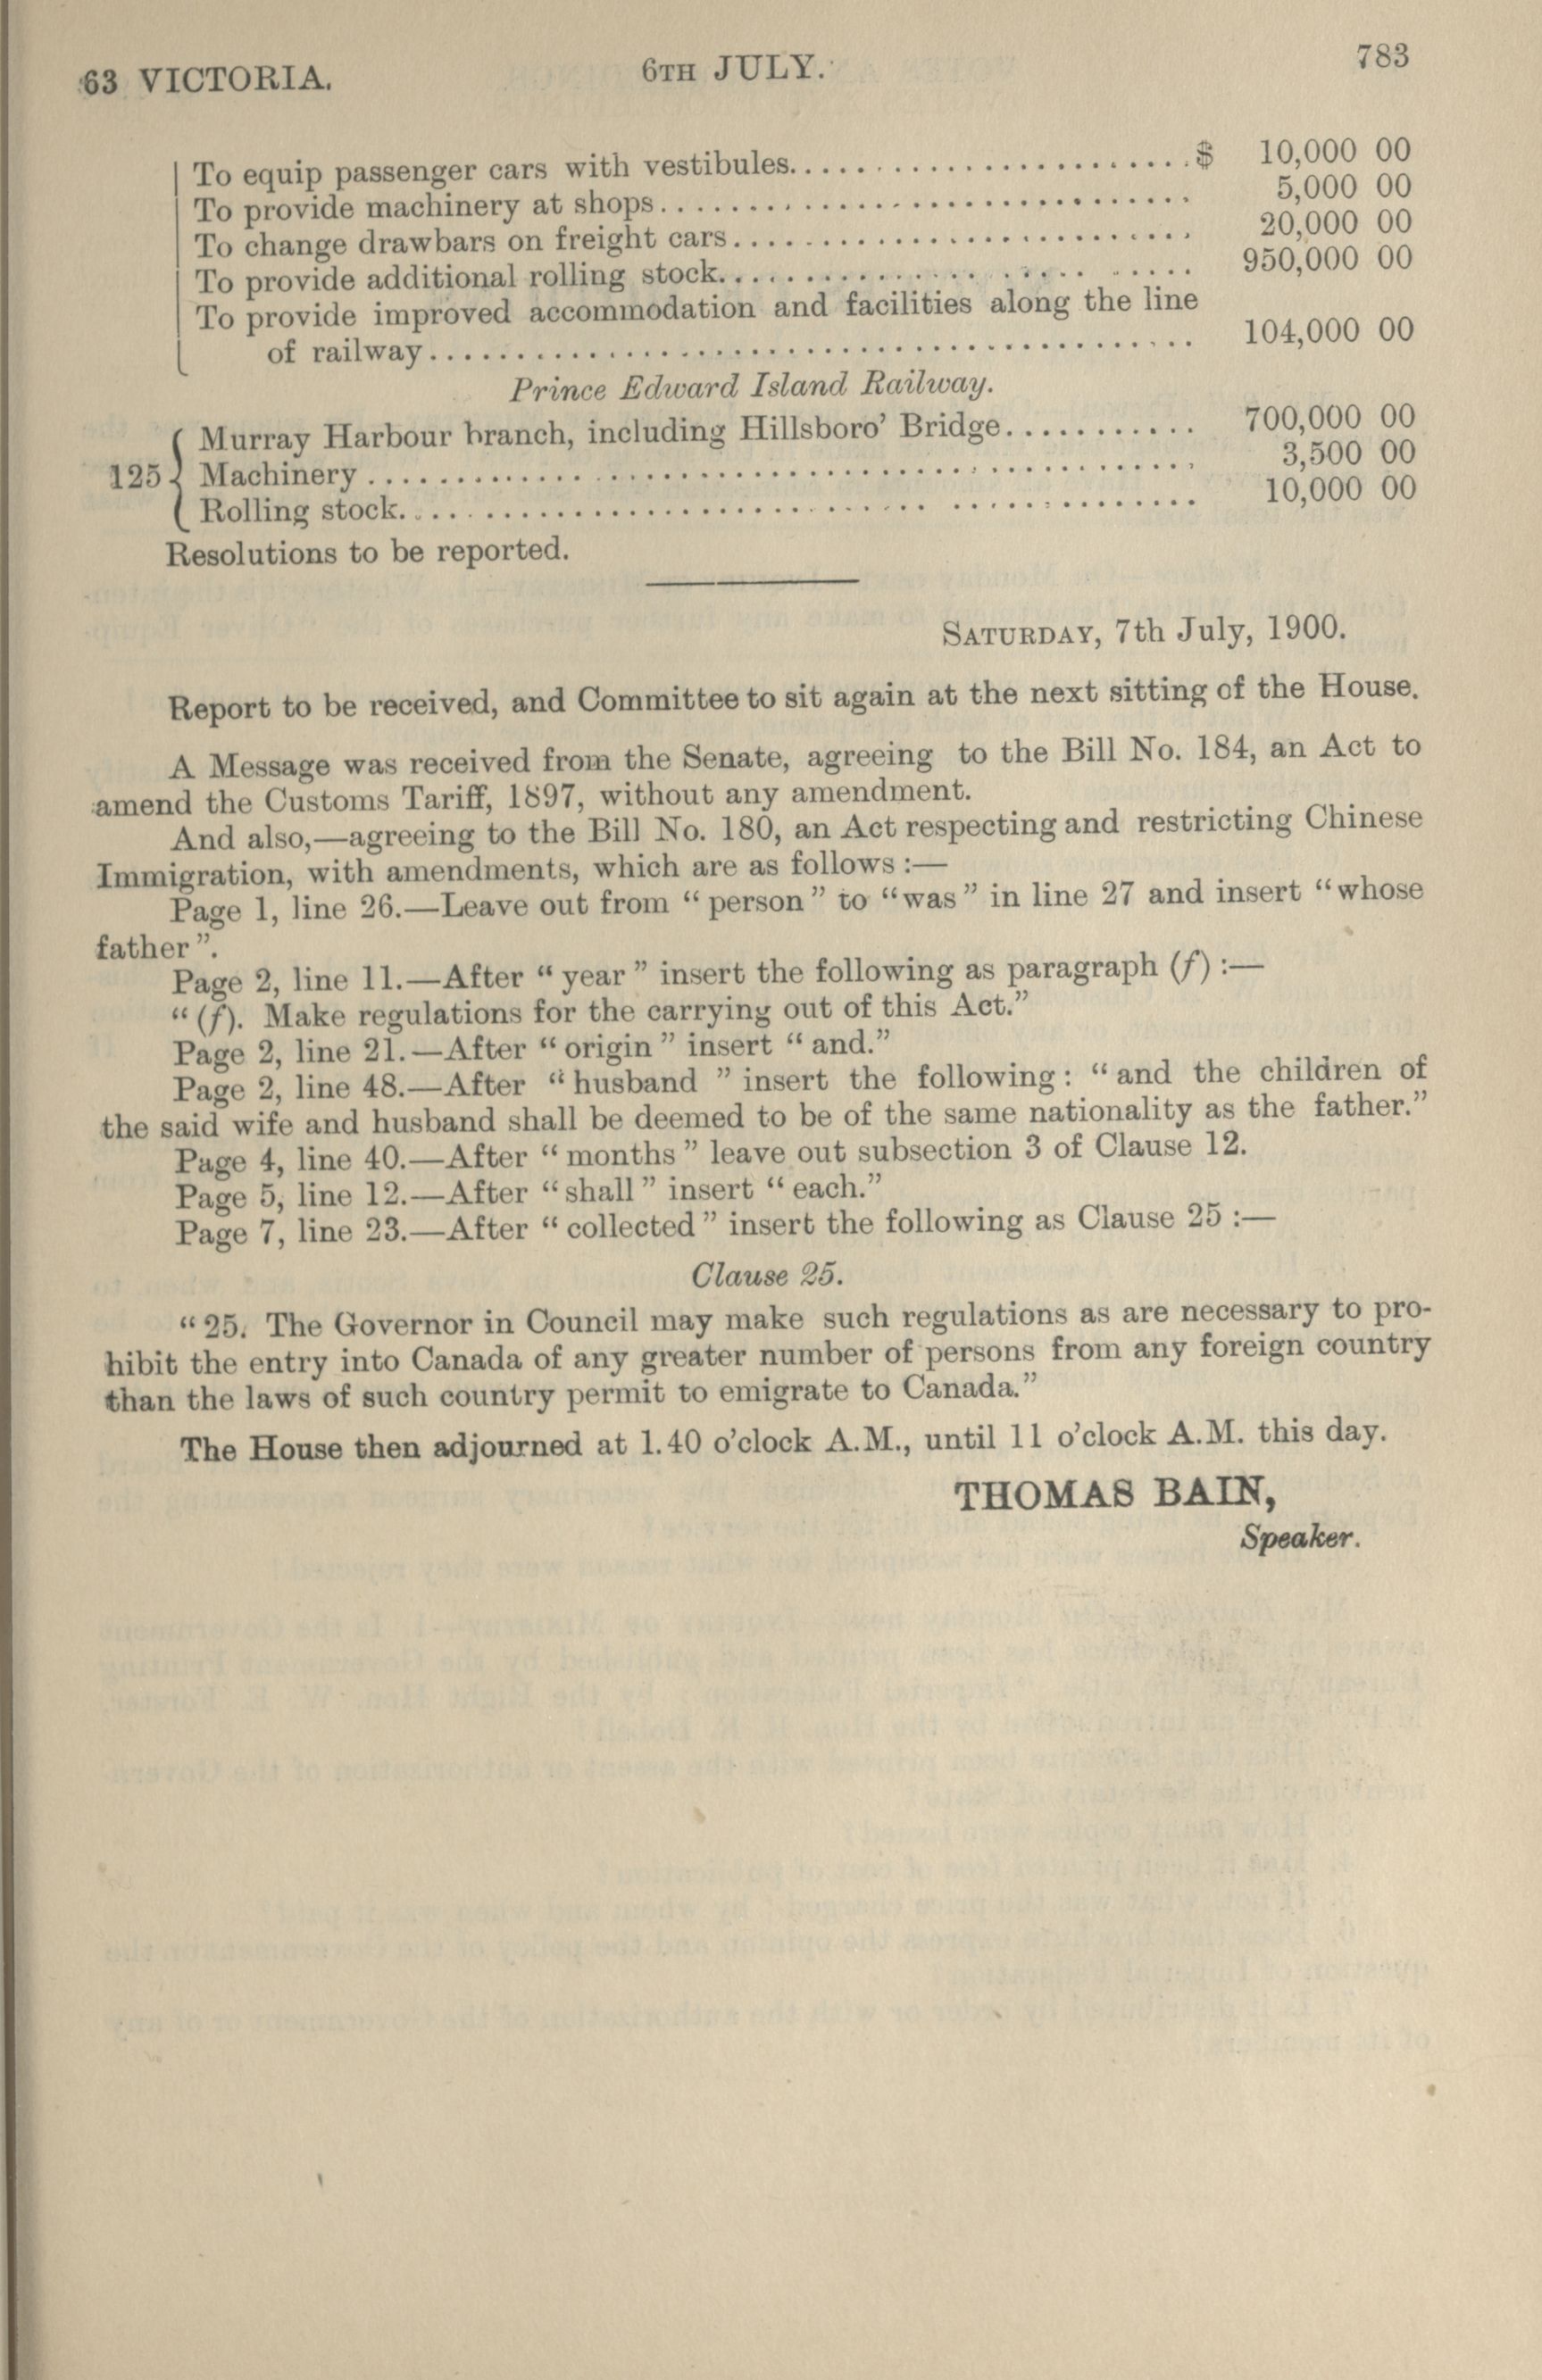 63 VICTORIA. 6TH JULY. 783
To equip passenger cars with vestibules........................$ 10,000 00
To provide machinery at shops............................... 5,000 00
To change drawbars on freight cars.......................... 20,000 00
To provide additional rolling stock........................... 950,000 00
To provide improved accommodation and facilities along the line
of railway............................................. 104,000 00
Prince Edward Island Railway.
Murray Harbour branch, including Hillsboro' Bridge........... 700,000 00
125 Machinery................................................ 3,500 00
Rolling stock.............................................. 10,000 00
Resolutions to be reported.
SATURDAY, 7th July, 1900.
Report to be received, and Committee to sit again at the next sitting of the House.
A Message was received from the Senate, agreeing to the Bill No. 184, an Act to
amend the Customs Tariff, 1897, without any amendment.
And also,—agreeing to the Bill No. 180, an Act respecting and restricting Chinese
Immigration, with amendments, which are as follows :—
Page 1, line 26.—Leave out from “ person ” to “was” in line 27 and insert “whose
father ”.
Page 2, line 11.—After “ year ” insert the following as paragraph (f) :—
“ (f). Make regulations for the carrying out of this Act.”
Page 2, line 21.—After “ origin ” insert “ and.”
Page 2, line 48.—After “ husband ” insert the following : “ and the children of
the said wife and husband shall be deemed to be of the same nationality as the father.”
Page 4, line 40.—After “ months ” leave out subsection 3 of Clause 12.
Page 5, line 12.—After “ shall ” insert “ each.”
Page 7, line 23.—After “ collected ” insert the following as Clause 25 :—
Clause 25.
“ 25. The Governor in Council may make such regulations as are necessary to pro-
hibit the entry into Canada of any greater number of persons from any foreign country
than the laws of such country permit to emigrate to Canada.”
The House then adjourned at 1.40 o'clock A.M., until 11 o'clock A.M. this day.
THOMAS BAIN,
Speaker.